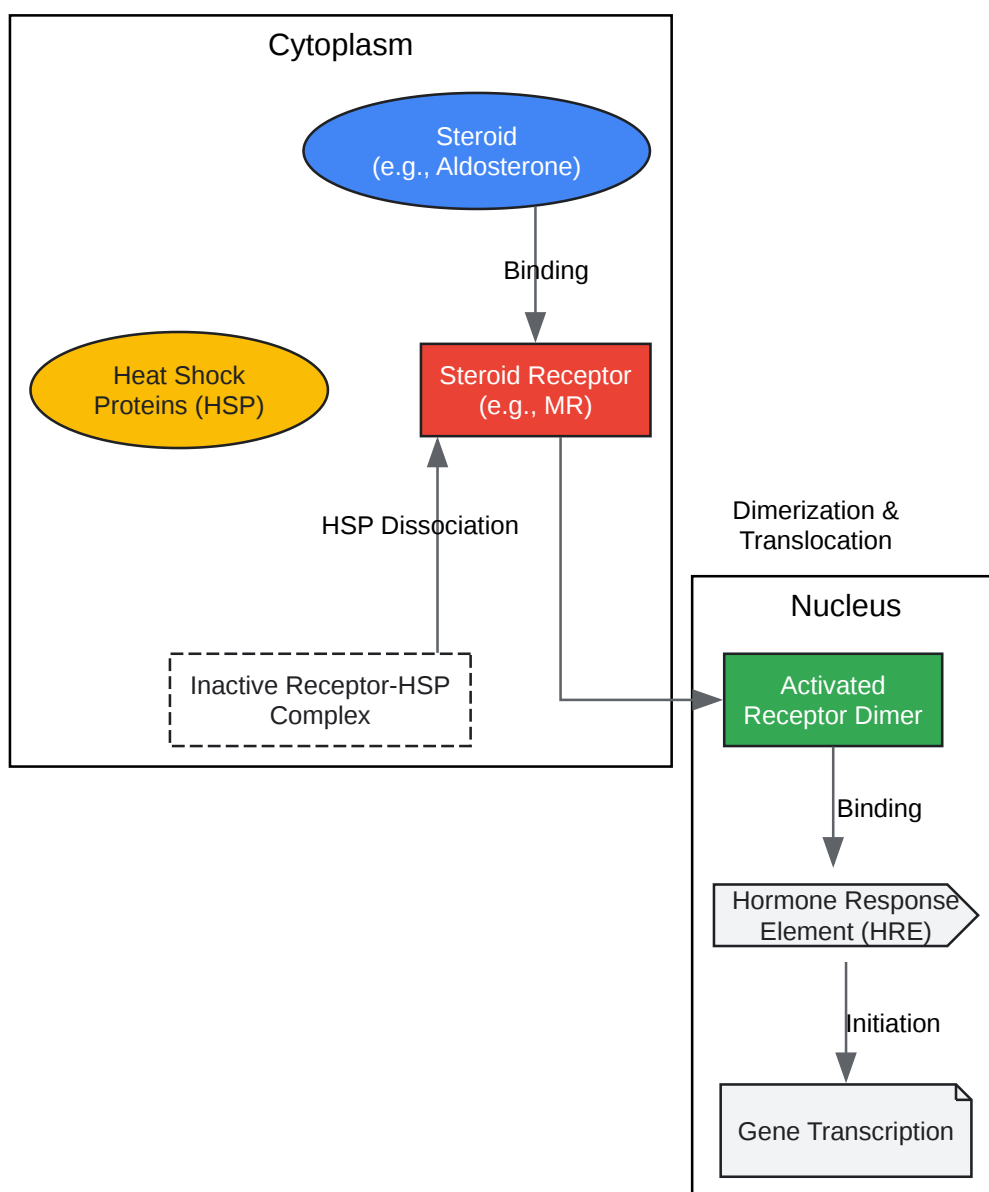 Cytoplasm
Steroid
(e.g., Aldosterone)
Binding
Heat Shock
Proteins (HSP)
Steroid Receptor
(e.g., MR)
HSP Dissociation
Inactive Receptor-HSP
Complex
Dimerization &
Translocation
Nucleus
Activated
Receptor Dimer
Binding
Hormone Response
Element (HRE)
Initiation
Gene Transcription